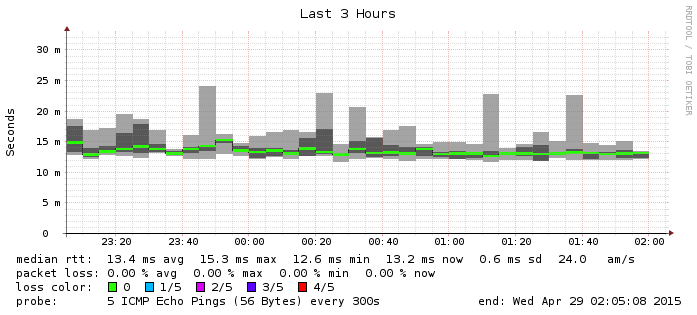 Last 3 Hours
RRDTOOL / TOBI OETIKER
Seconds
30 m
25 m
20 m
15 m
10 m
5 m
0
23:20 23:40 00:00 00:20 00:40 01:00 01:20 01:40 02:00
median rtt: 13.4 ms avg 15.3 ms max 12.6 ms min 13.2 ms now 0.6 ms sd 24.0 am/s
packet loss: 0.00 % avg 0.00 % max 0.00 % min 0.00 % now
loss color: 0 1/5 2/5 3/5 4/5
probe: 5 ICMP Echo Pings (56 Bytes) every 300s end: Wed Apr 29 02:05:08 2015